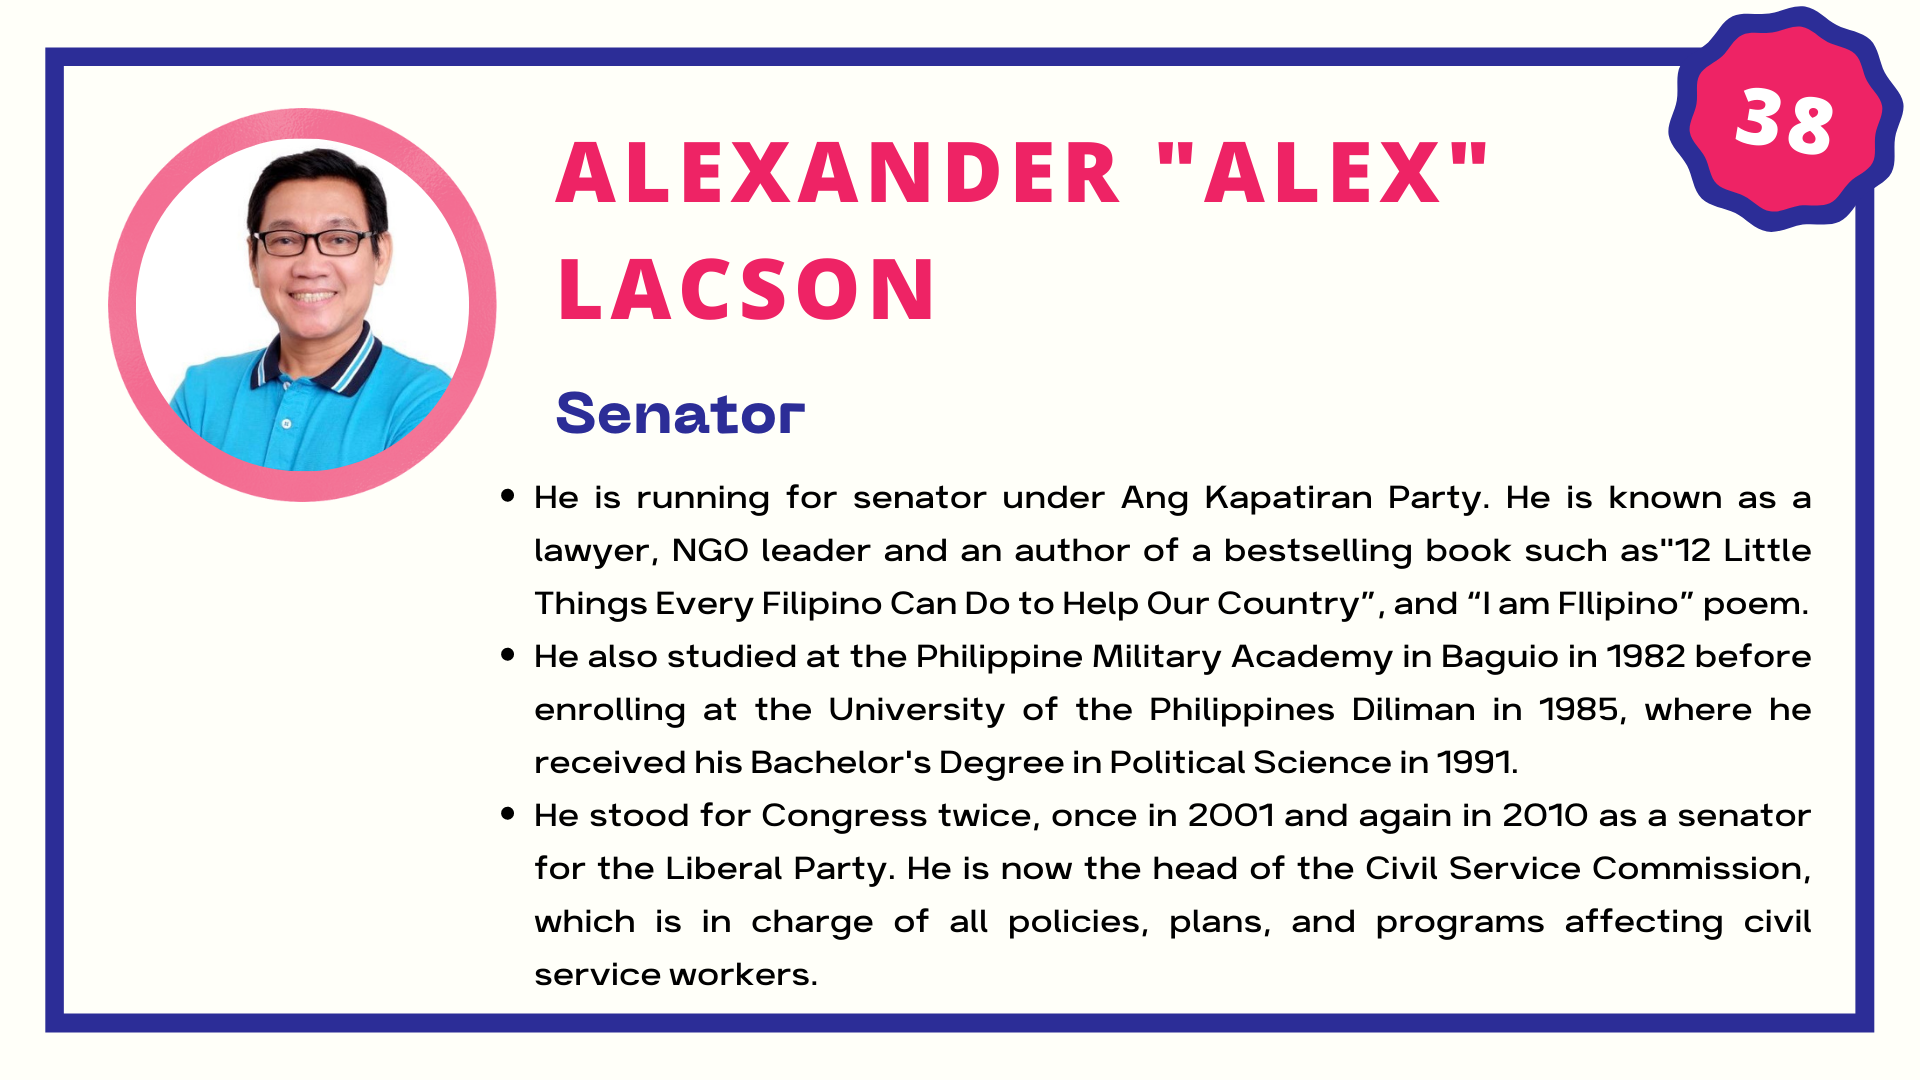 38
ALEXANDER "ALEX"
LACSON
Senator
• He is running for senator under Ang Kapatiran Party. He is known as a
lawyer, NGO leader and an author of a bestselling book such as"12 Little
Things Every Filipino Can Do to Help Our Country”, and “I am FIlipino” poem.
• He also studied at the Philippine Military Academy in Baguio in 1982 before
enrolling at the University of the Philippines Diliman in 1985, where he
received his Bachelor's Degree in Political Science in 1991.
• He stood for Congress twice, once in 2001 and again in 2010 as a senator
for the Liberal Party. He is now the head of the Civil Service Commission,
which is in charge of all policies, plans, and programs affecting civil
service workers.